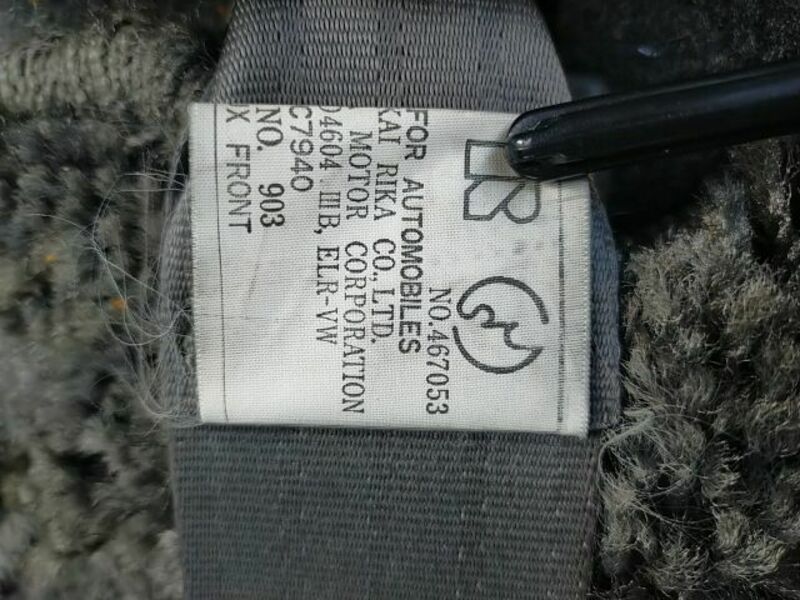 NO.467053
FOR AUTOMOBILES
KAI RIKA CO., LTD.
MOTOR CORPORATION
04604 ⅢB, ELR-VW
C7940
NO. 903
X FRONT